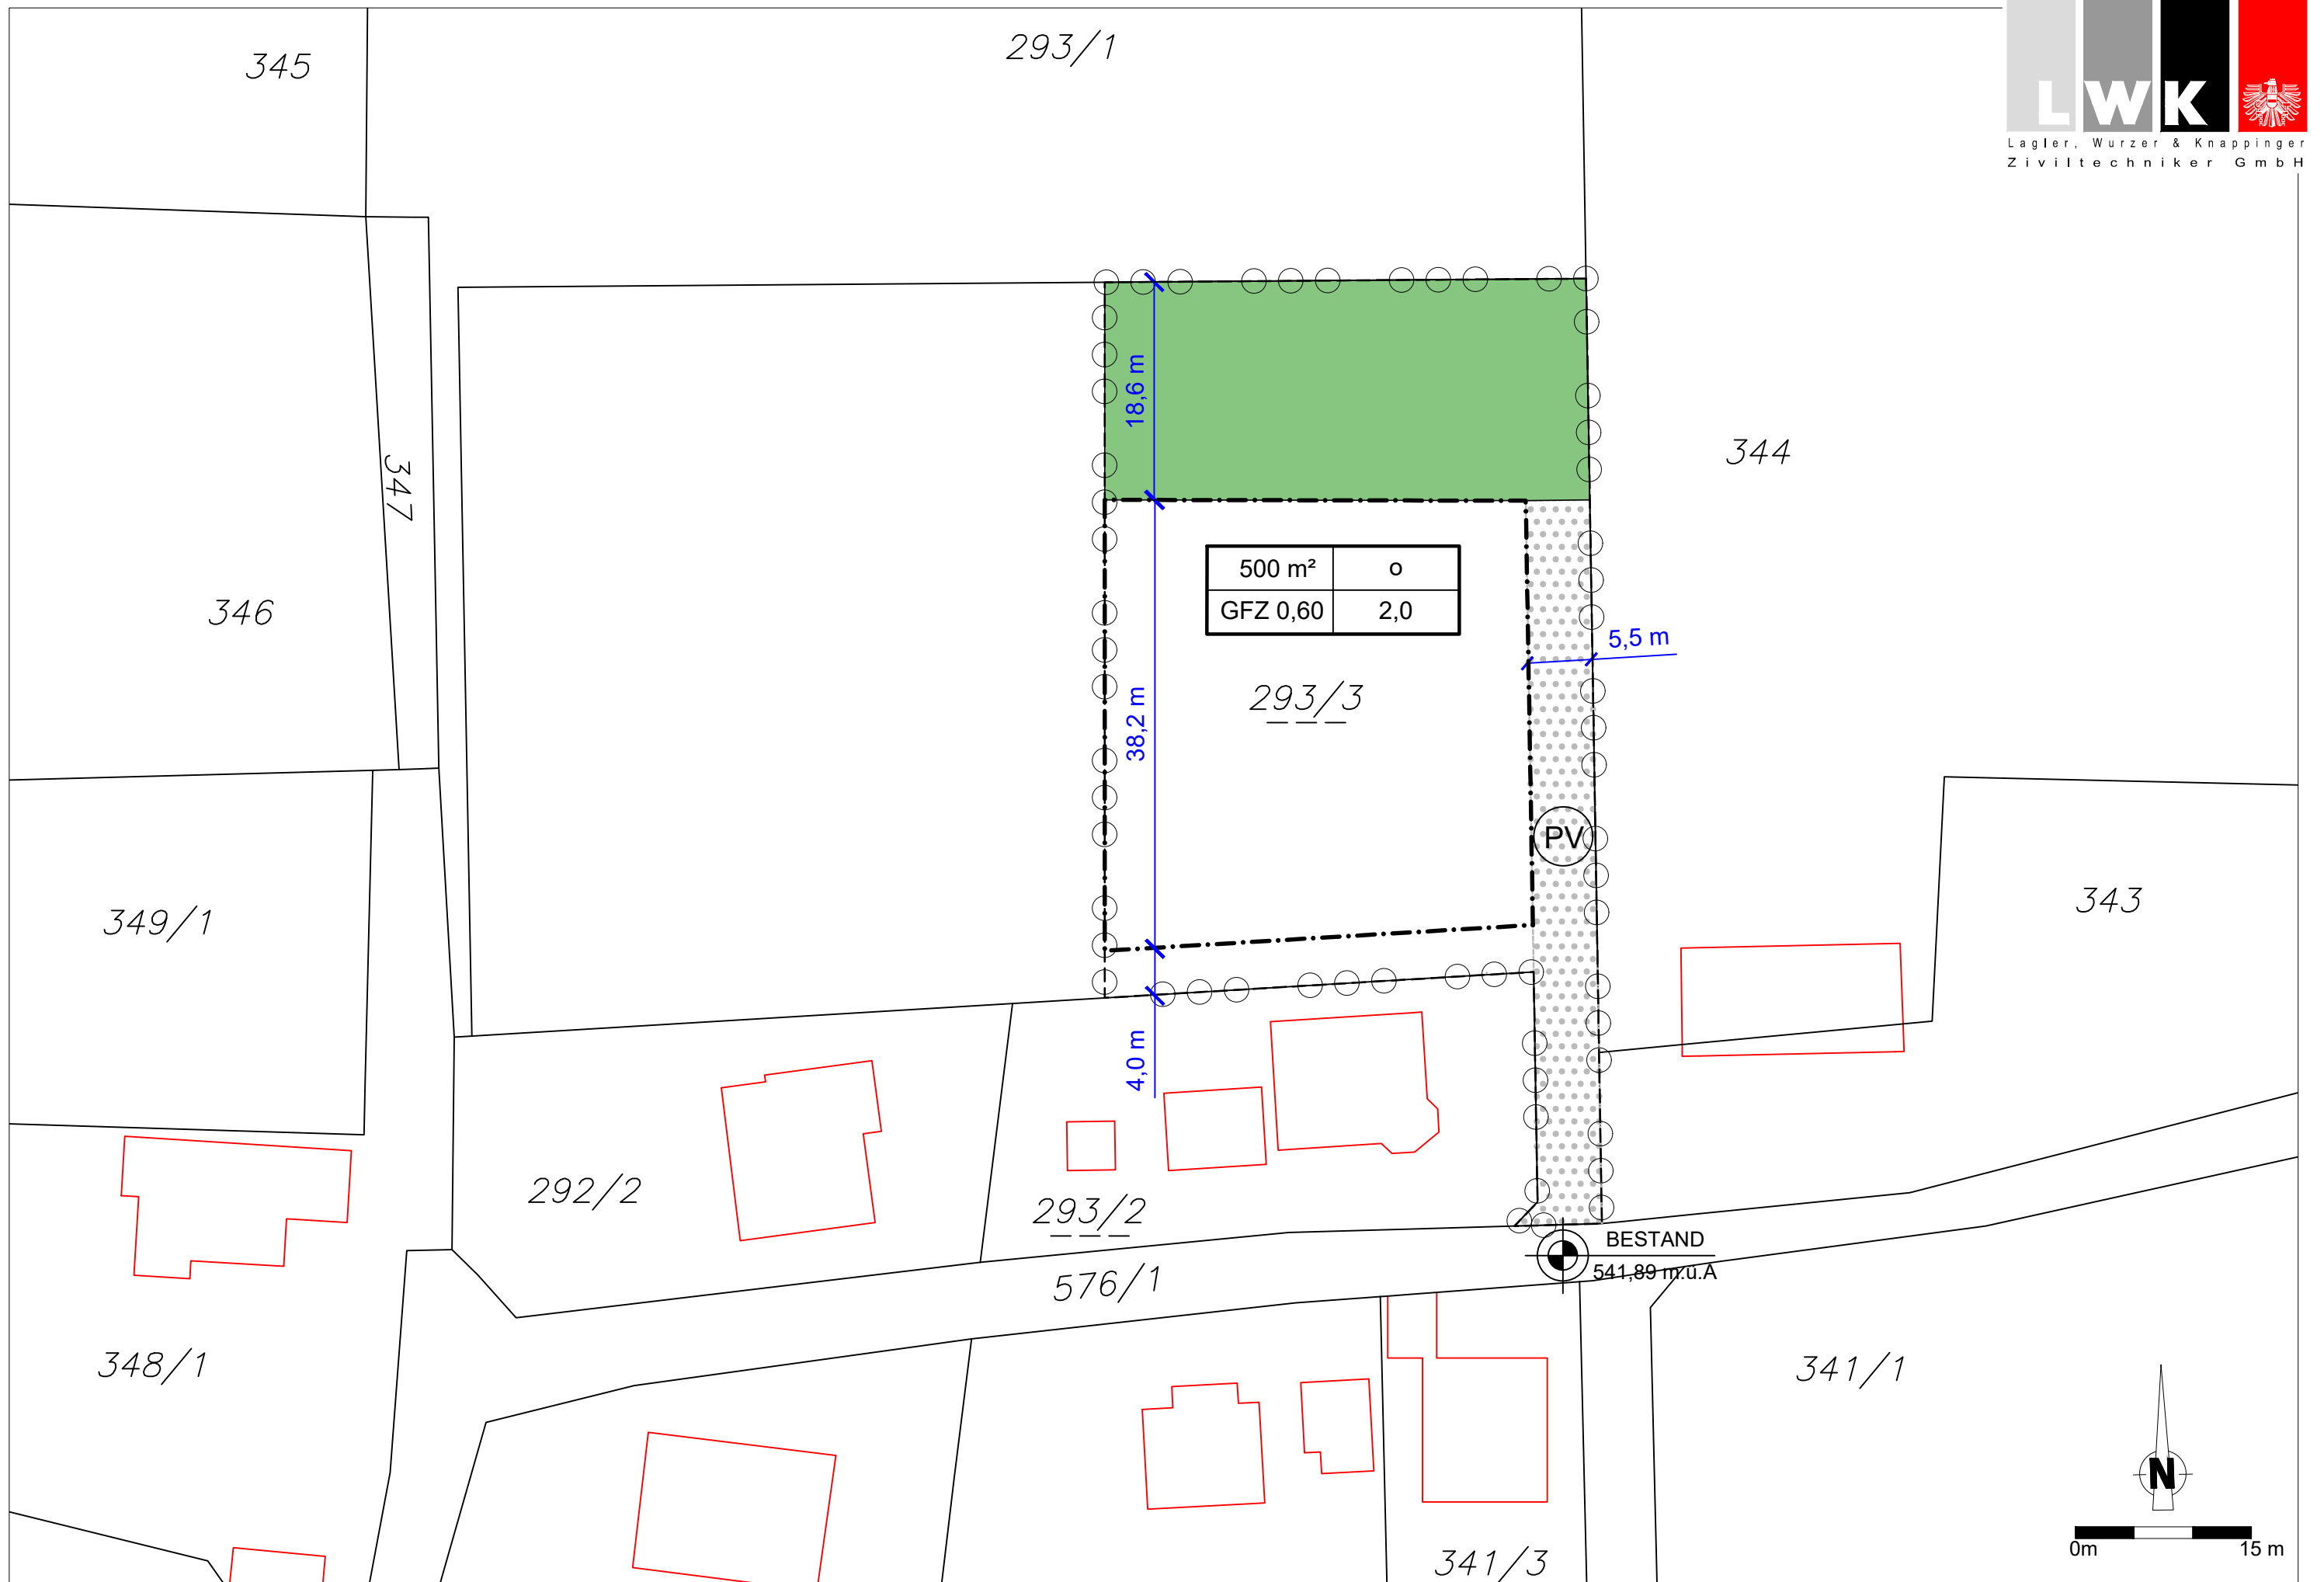 345
293/1
LWK
Lagler, Wurzer & Knappinger
Ziviltechniker GmbH
18,6 m
344
347
500 m² o
GFZ 0,60 2,0
346
5,5 m
293/3
38,2 m
PV
349/1
343
4,0 m
292/2
293/2
BESTAND
541,89 m.ü.A
576/1
348/1
341/1
N
0m 15 m
341/3